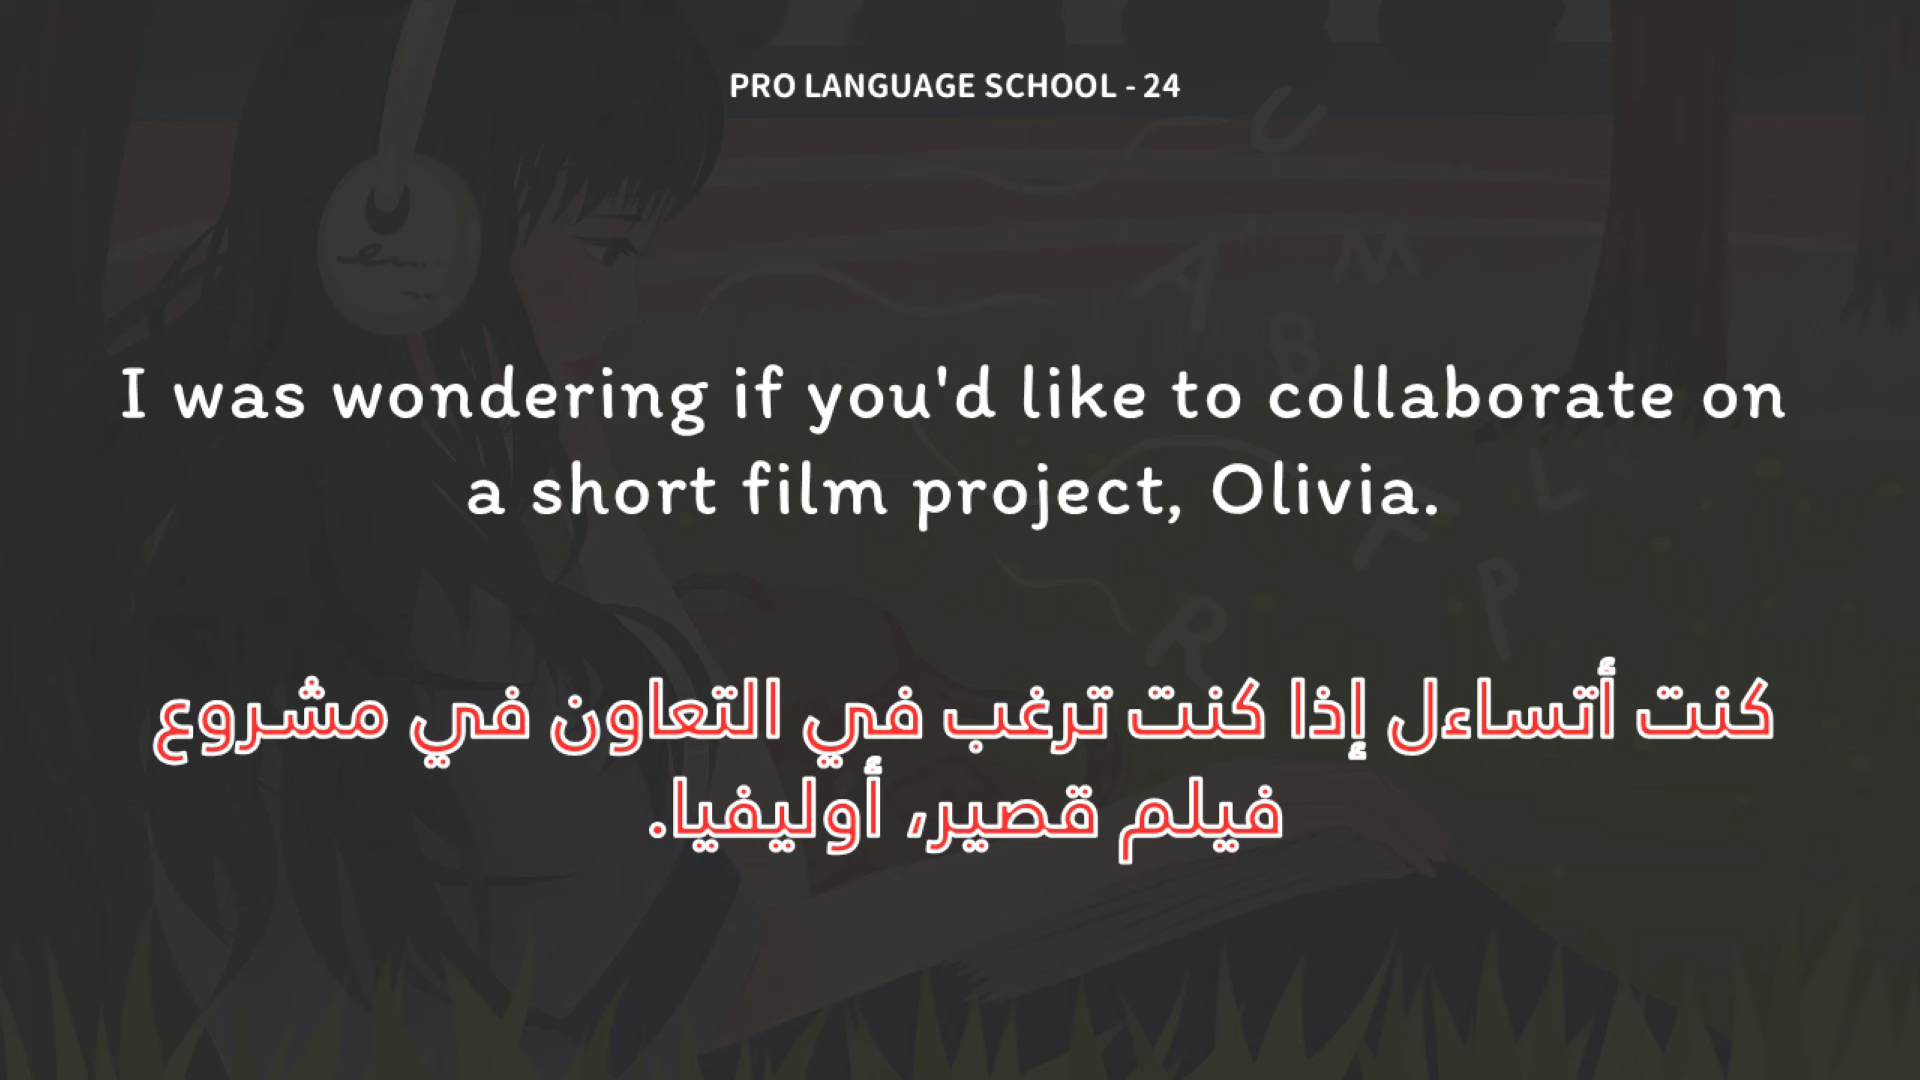 PRO LANGUAGE SCHOOL - 24
I was wondering if you'd like to collaborate on
a short film project, Olivia.
كنت أتساءل إذا كنت ترغب في التعاون في مشروع
فيلم قصير، أوليفيا.
U
A M
B
L
F
P
R